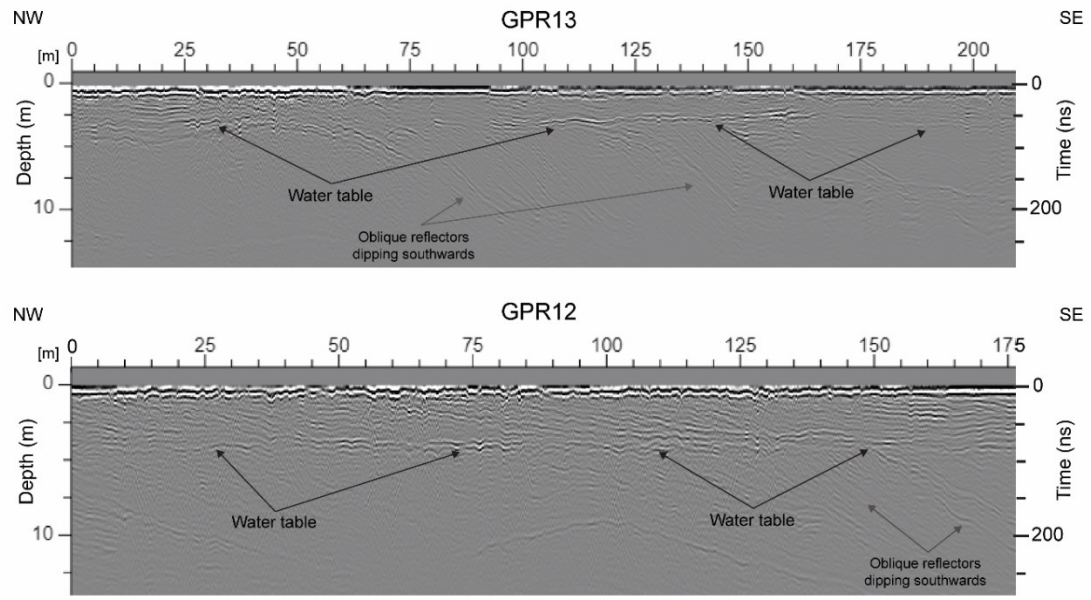 NW GPR13 SE
[m] 0 25 50 75 100 125 150 175 200
0 0
Depth (m) Time (ns)
Water table Water table
10 200
Oblique reflectors
dipping southwards
NW GPR12 SE
[m] 0 25 50 75 100 125 150 175
0 0
Depth (m) Time (ns)
Water table Water table
10 200
Oblique reflectors
dipping southwards